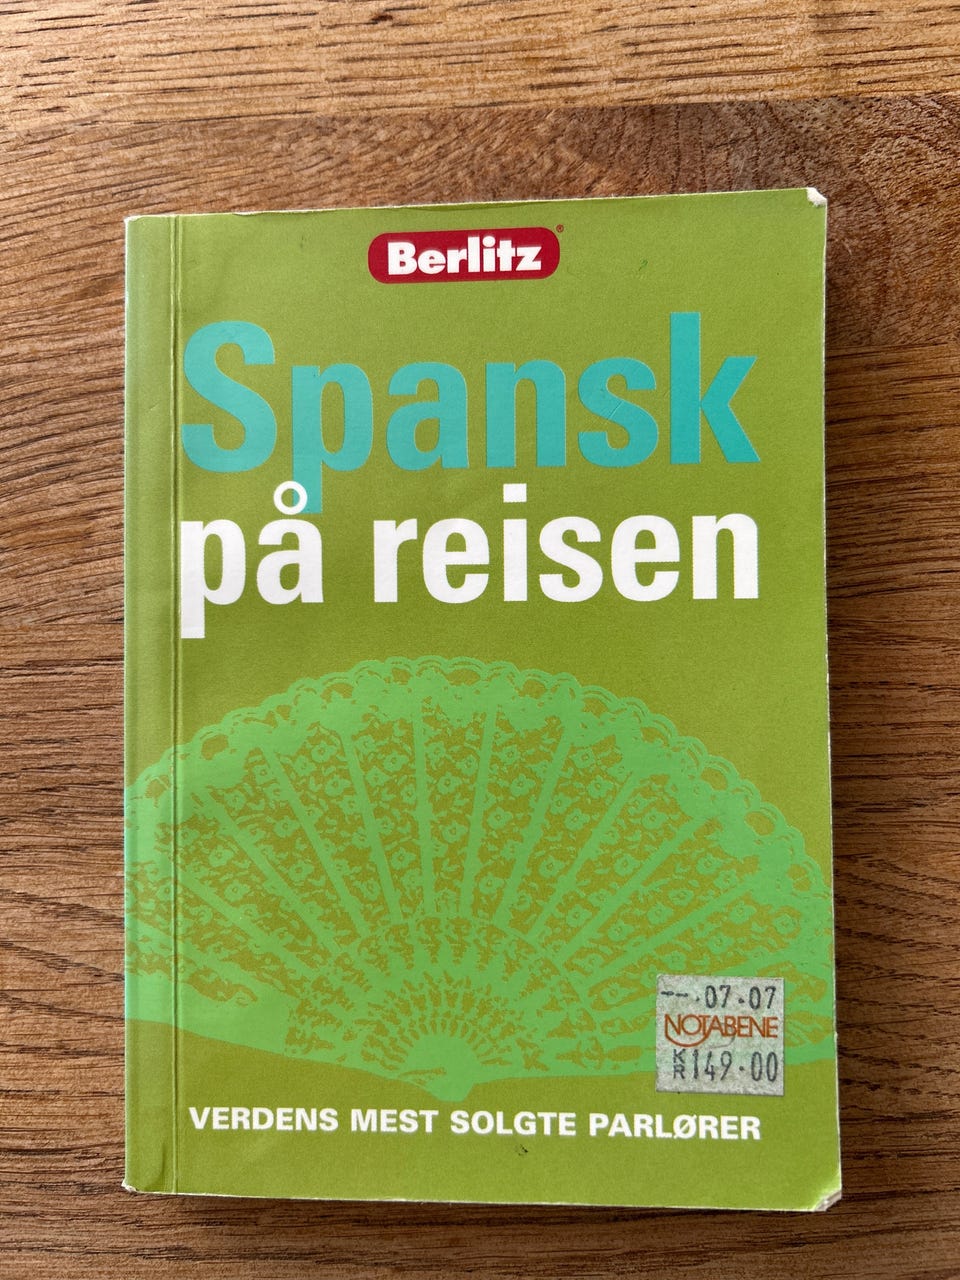 Berlitz®
Spansk
på reisen
--.07.07
NOTABENE
KR149.00
VERDENS MEST SOLGTE PARLØRER